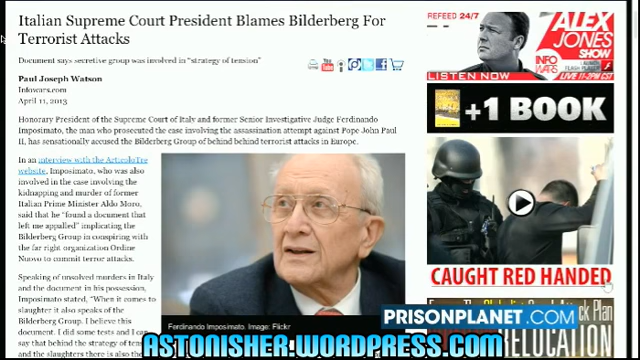 Italian Supreme Court President Blames Bilderberg For
Terrorist Attacks
Document says secretive group was involved in "strategy of tension"
Paul Joseph Watson
Infowars.com
April 11, 2013
Honorary President of the Supreme Court of Italy and former Senior Investigative Judge Ferdinando
Imposimato, the man who prosecuted the case involving the assassination attempt against Pope John Paul
II, has sensationally accused the Bilderberg Group of behind behind terrorist attacks in Europe.
In an interview with the ArticoloTre
website, Imposimato, who was also
involved in the case involving the
kidnapping and murder of former
Italian Prime Minister Aldo Moro,
said that he "found a document that
left me appalled" implicating the
Bilderberg Group in conspiring with
the far right organization Ordine
Nuovo to commit terror attacks.
Speaking of unsolved murders in Italy
and the document in his possession,
Imposimato stated, "When it comes to
slaughter it also speaks of the
Bilderberg Group. I believe this
document. I did some tests and I can
say that behind the strategy of
and the slaughters there is also the
Ferdinando Imposimato. Image: Flickr
REFEED 24/7
ALEX
JONES
SHOW
INFO
WARS
LISTEN NOW
LIVE 11-2PM CST
+1 BOOK
CAUGHT RED HANDED
PRISONPLANET.COM
Attack Plan
RELOCATION
ASTONISHER.WORDPRESS.COM